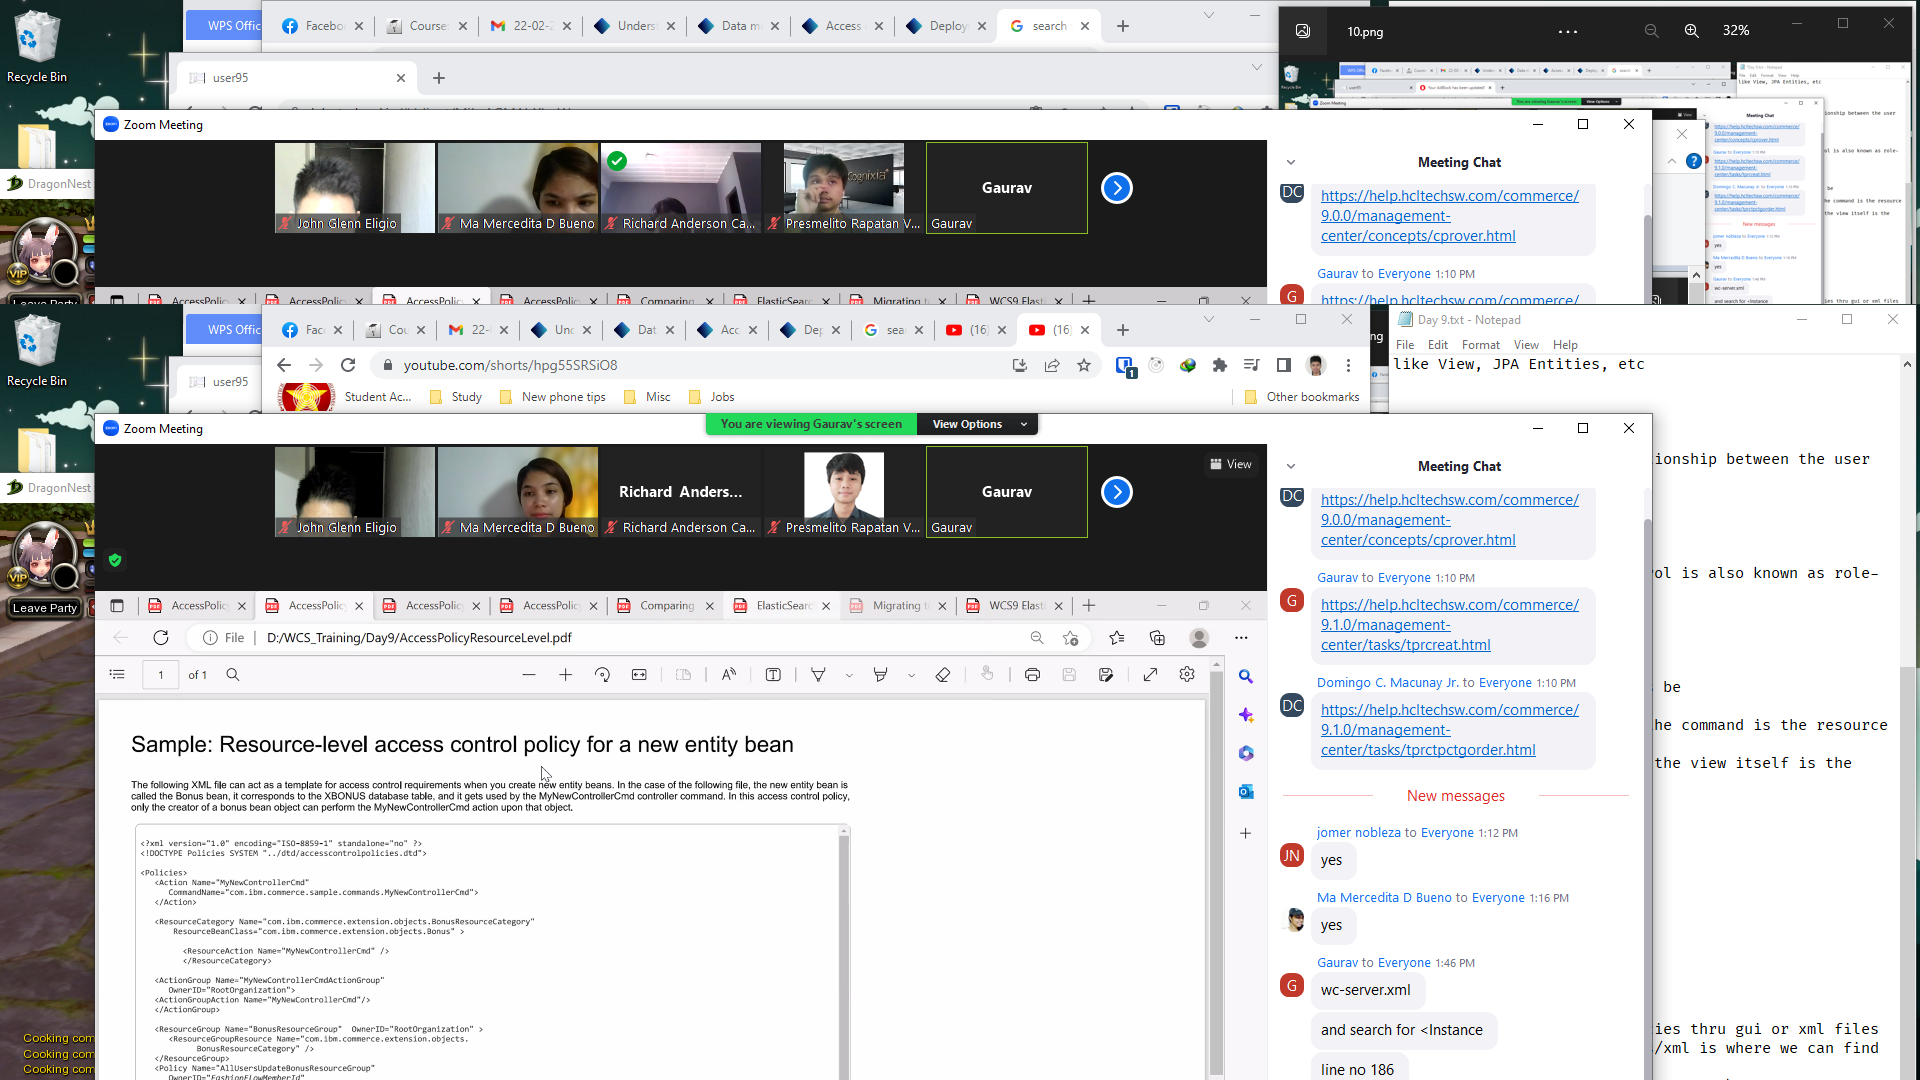 Recycle Bin
WPS Offic
Facebo
Course:
22-02-2
Unders
Data m
Access
Deploy
search
10.png
32%
user95
Zoom Meeting
John Glenn Eligio
Ma Mercedita D Bueno
Richard Anderson Ca...
Cognixia
Presmelito Rapatan V...
Gaurav
Gaurav
Meeting Chat
DC
https://help.hcltechsw.com/commerce/
9.0.0/management-
center/concepts/cprover.html
Gaurav to Everyone 1:10 PM
G
https://help.hcltechsw.com/commerce/
DragonNest
VIP
Leave Party
AccessPolic
AccessPolic
AccessPolic
AccessPolic
Comparing
ElasticSear
Migrating t
WCS9 Elasti
Recycle Bin
WPS Offic
Fac
Cou
22-
Unc
Dat
Acc
Dep
sea
(16)
(16)
youtube.com/shorts/hpg55SRSiO8
Student Ac...
Study
New phone tips
Misc
Jobs
Other bookmarks
user95
Day 9.txt - Notepad
File Edit Format View Help
like View, JPA Entities, etc
Zoom Meeting
You are viewing Gaurav's screen
View Options
View
John Glenn Eligio
Ma Mercedita D Bueno
Richard Anders...
Richard Anderson Ca...
Presmelito Rapatan V...
Gaurav
Gaurav
DragonNest
VIP
Leave Party
AccessPolic
AccessPolic
AccessPolic
AccessPolic
Comparing
ElasticSear
Migrating t
WCS9 Elasti
File
D:/WCS_Training/Day9/AccessPolicyResourceLevel.pdf
1 of 1
Sample: Resource-level access control policy for a new entity bean
The following XML file can act as a template for access control requirements when you create new entity beans. In the case of the following file, the new entity bean is
called the Bonus bean, it corresponds to the XBONUS database table, and it gets used by the MyNewControllerCmd controller command. In this access control policy,
only the creator of a bonus bean object can perform the MyNewControllerCmd action upon that object.
<?xml version="1.0" encoding="ISO-8859-1" standalone="no" ?>
<!DOCTYPE Policies SYSTEM "../dtd/accesscontrolpolicies.dtd">
<Policies>
<Action Name="MyNewControllerCmd"
CommandName="com.ibm.commerce.sample.commands.MyNewControllerCmd">
</Action>
<ResourceCategory Name="com.ibm.commerce.extension.objects.BonusResourceCategory"
ResourceBeanClass="com.ibm.commerce.extension.objects.Bonus" >
<ResourceAction Name="MyNewControllerCmd" />
</ResourceCategory>
<ActionGroup Name="MyNewControllerCmdActionGroup"
OwnerID="RootOrganization">
<ActionGroupAction Name="MyNewControllerCmd"/>
</ActionGroup>
<ResourceGroup Name="BonusResourceGroup" OwnerID="RootOrganization" >
<ResourceGroupResource Name="com.ibm.commerce.extension.objects.
BonusResourceCategory" />
</ResourceGroup>
<Policy Name="AllUsersUpdateBonusResourceGroup"
OwnerID="FashionFlowMemberId"
Meeting Chat
DC
https://help.hcltechsw.com/commerce/
9.0.0/management-
center/concepts/cprover.html
Gaurav to Everyone 1:10 PM
G
https://help.hcltechsw.com/commerce/
9.1.0/management-
center/tasks/tprcreat.html
Domingo C. Macunay Jr. to Everyone 1:10 PM
DC
https://help.hcltechsw.com/commerce/
9.1.0/management-
center/tasks/tprctpctgorder.html
New messages
jomer nobleza to Everyone 1:12 PM
JN
yes
Ma Mercedita D Bueno to Everyone 1:16 PM
yes
Gaurav to Everyone 1:46 PM
G
wc-server.xml
and search for <Instance
line no 186
ionship between the user
ol is also known as role-
be
he command is the resource
the view itself is the
ies thru gui or xml files
/xml is where we can find
Cooking com
Cooking com
Cooking com